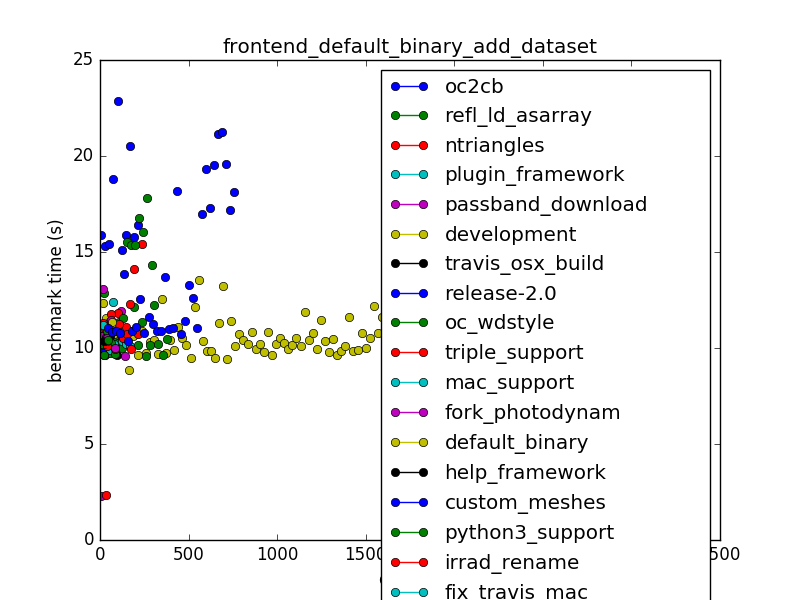 frontend_default_binary_add_dataset
25
20
15
10
5
0
benchmark time (s)
0
500
1000
1500
500
oc2cb
refl_ld_asarray
ntriangles
plugin_framework
passband_download
development
travis_osx_build
release-2.0
oc_wdstyle
triple_support
mac_support
fork_photodynam
default_binary
help_framework
custom_meshes
python3_support
irrad_rename
fix_travis_mac